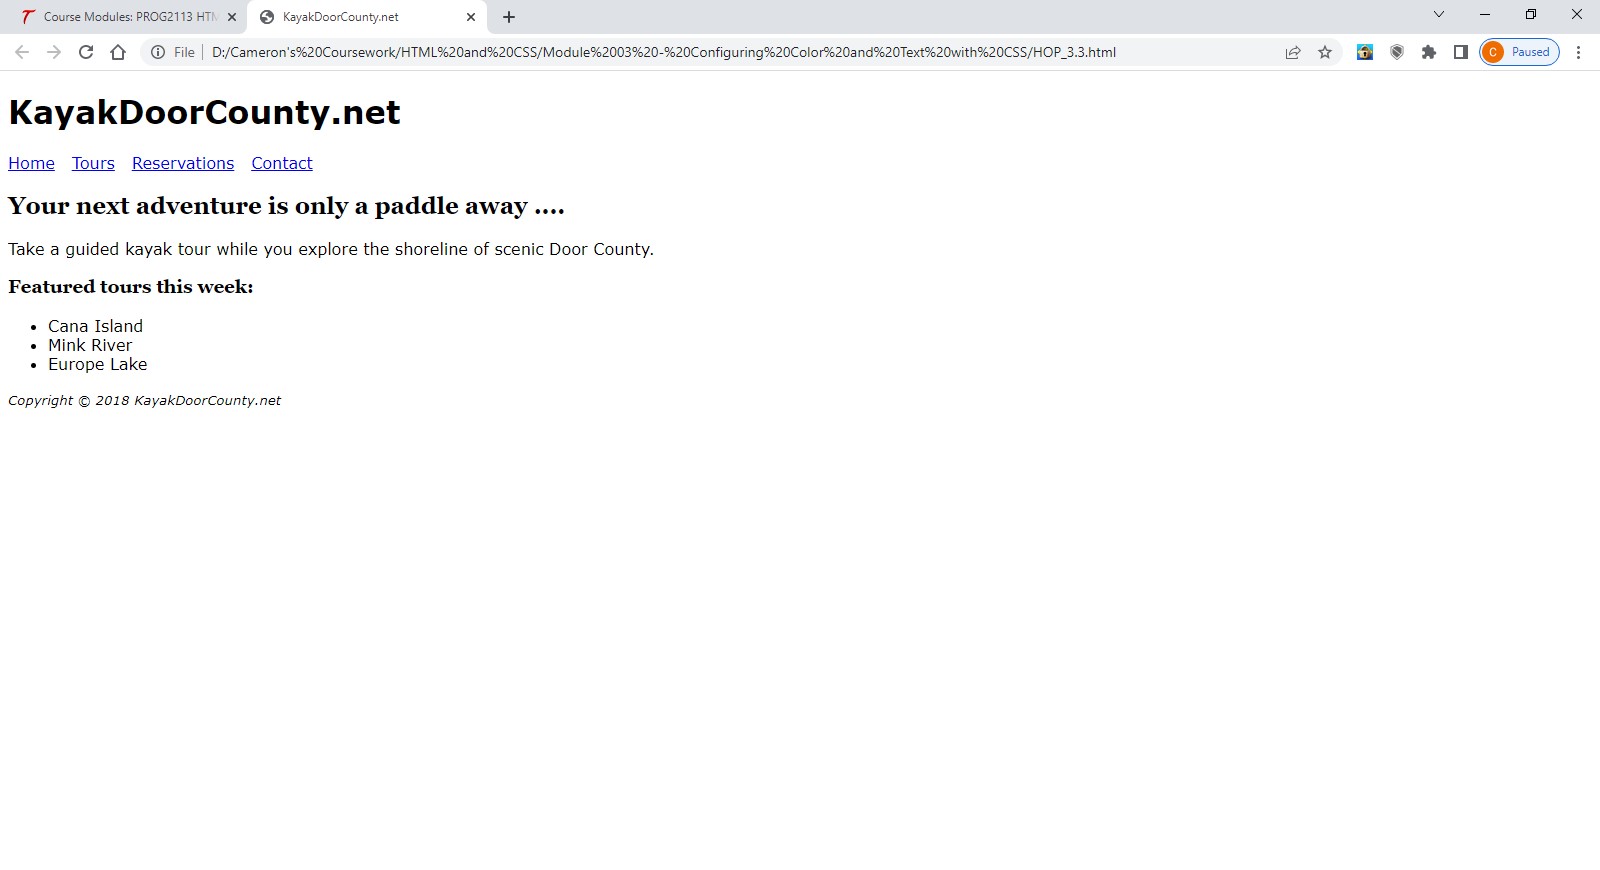 Course Modules: PROG2113 HTM
KayakDoorCounty.net
File
D:/Cameron's%20Coursework/HTML%20and%20CSS/Module%2003%20-%20Configuring%20Color%20and%20Text%20with%20CSS/HOP_3.3.html
C Paused
KayakDoorCounty.net
Home Tours Reservations Contact
Your next adventure is only a paddle away ....
Take a guided kayak tour while you explore the shoreline of scenic Door County.
Featured tours this week:
• Cana Island
• Mink River
• Europe Lake
Copyright © 2018 KayakDoorCounty.net